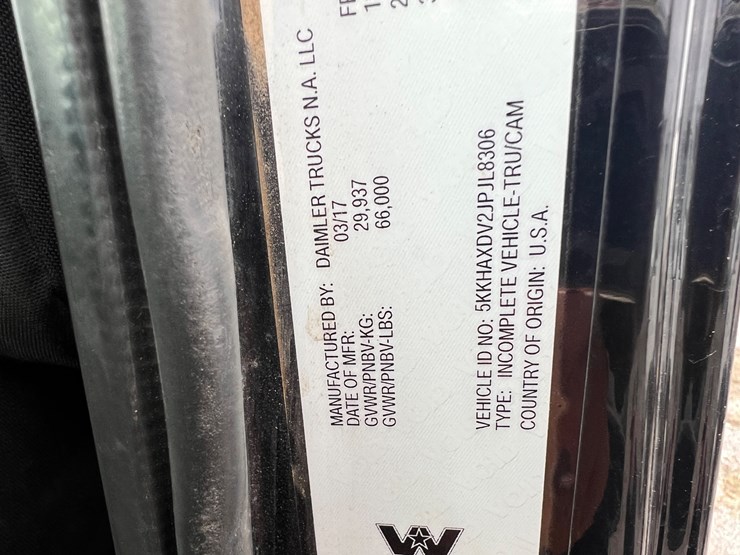 MANUFACTURED BY: DAIMLER TRUCKS N.A. LLC
DATE OF MFR: 03/17
GVWR/PNBV-KG: 29,937
GVWR/PNBV-LBS: 66,000
VEHICLE ID NO: 5KKHAXDV2JPJL8306
TYPE: INCOMPLETE VEHICLE-TRU/CAM
COUNTRY OF ORIGIN: U.S.A.